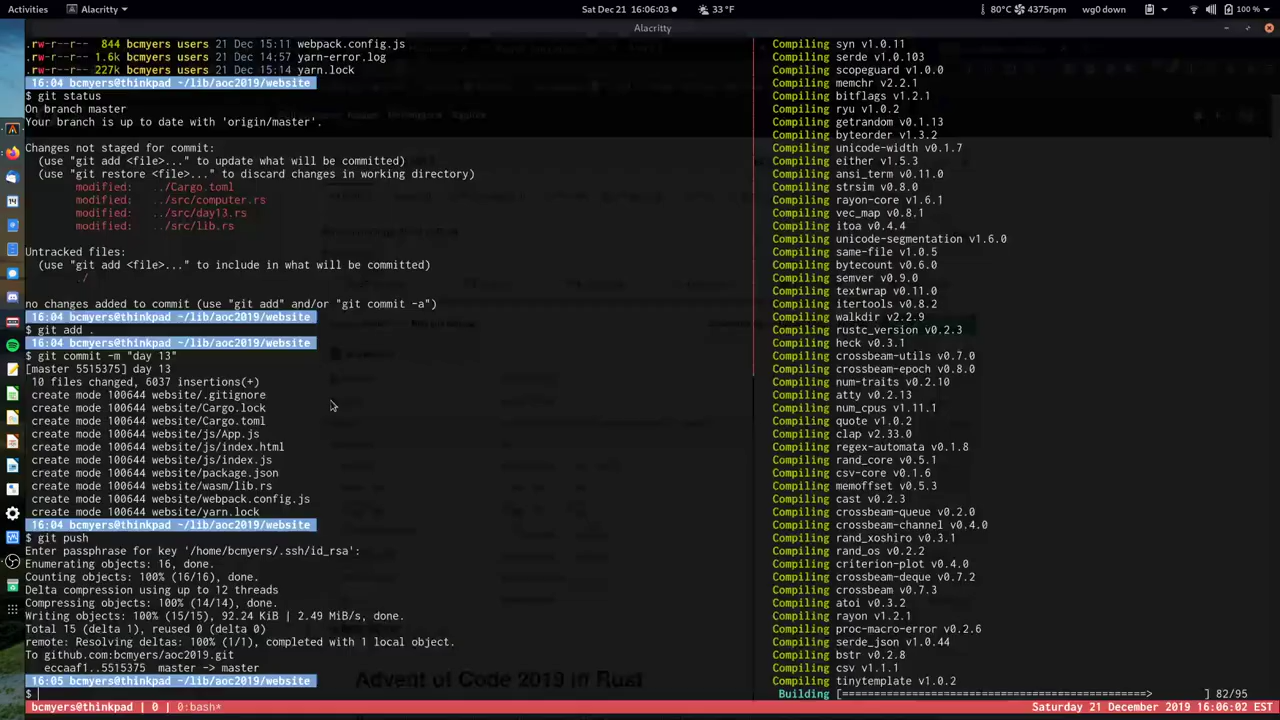 Activities
Alacritty
Sat Dec 21 16:06:03
33 °F
80°C
4375rpm
wg0 down
100 %
Alacritty
.rw-r--r-- 844 bcmyers users 21 Dec 15:11 webpack.config.js
.rw-r--r-- 1.6k bcmyers users 21 Dec 14:57 yarn-error.log
.rw-r--r-- 227k bcmyers users 21 Dec 15:14 yarn.lock
16:04 bcmyers@thinkpad ~/lib/aoc2019/website
$ git status
On branch master
Your branch is up to date with 'origin/master'.
Changes not staged for commit:
(use "git add <file>..." to update what will be committed)
(use "git restore <file>..." to discard changes in working directory)
modified: ../Cargo.toml
modified: ../src/computer.rs
modified: ../src/day13.rs
modified: ../src/lib.rs
Untracked files:
(use "git add <file>..." to include in what will be committed)
./
no changes added to commit (use "git add" and/or "git commit -a")
16:04 bcmyers@thinkpad ~/lib/aoc2019/website
$ git add .
16:04 bcmyers@thinkpad ~/lib/aoc2019/website
$ git commit -m "day 13"
[master 5515375] day 13
10 files changed, 6037 insertions(+)
create mode 100644 website/.gitignore
create mode 100644 website/Cargo.lock
create mode 100644 website/Cargo.toml
create mode 100644 website/js/App.js
create mode 100644 website/js/index.html
create mode 100644 website/js/index.js
create mode 100644 website/package.json
create mode 100644 website/wasm/lib.rs
create mode 100644 website/webpack.config.js
create mode 100644 website/yarn.lock
16:04 bcmyers@thinkpad ~/lib/aoc2019/website
$ git push
Enter passphrase for key '/home/bcmyers/.ssh/id_rsa':
Enumerating objects: 16, done.
Counting objects: 100% (16/16), done.
Delta compression using up to 12 threads
Compressing objects: 100% (14/14), done.
Writing objects: 100% (15/15), 92.24 KiB | 2.49 MiB/s, done.
Total 15 (delta 1), reused 0 (delta 0)
remote: Resolving deltas: 100% (1/1), completed with 1 local object.
To github.com:bcmyers/aoc2019.git
eccaaf1..5515375 master -> master
16:05 bcmyers@thinkpad ~/lib/aoc2019/website
$
Advent of Code 2019 in Rust
Compiling syn v1.0.11
Compiling serde v1.0.103
Compiling scopeguard v1.0.0
Compiling memchr v2.2.1
Compiling bitflags v1.2.1
Compiling ryu v1.0.2
Compiling getrandom v0.1.13
Compiling byteorder v1.3.2
Compiling unicode-width v0.1.7
Compiling either v1.5.3
Compiling ansi_term v0.11.0
Compiling strsim v0.8.0
Compiling rayon-core v1.6.1
Compiling vec_map v0.8.1
Compiling itoa v0.4.4
Compiling unicode-segmentation v1.6.0
Compiling same-file v1.0.5
Compiling bytecount v0.6.0
Compiling semver v0.9.0
Compiling textwrap v0.11.0
Compiling itertools v0.8.2
Compiling walkdir v2.2.9
Compiling rustc_version v0.2.3
Compiling heck v0.3.1
Compiling crossbeam-utils v0.7.0
Compiling crossbeam-epoch v0.8.0
Compiling num-traits v0.2.10
Compiling atty v0.2.13
Compiling num_cpus v1.11.1
Compiling quote v1.0.2
Compiling clap v2.33.0
Compiling regex-automata v0.1.8
Compiling rand_core v0.5.1
Compiling csv-core v0.1.6
Compiling memoffset v0.5.3
Compiling cast v0.2.3
Compiling crossbeam-queue v0.2.0
Compiling crossbeam-channel v0.4.0
Compiling rand_xoshiro v0.3.1
Compiling rand_os v0.2.2
Compiling criterion-plot v0.4.0
Compiling crossbeam-deque v0.7.2
Compiling crossbeam v0.7.3
Compiling atoi v0.3.2
Compiling rayon v1.2.1
Compiling proc-macro-error v0.2.6
Compiling serde_json v1.0.44
Compiling bstr v0.2.8
Compiling csv v1.1.1
Compiling tinytemplate v1.0.2
Building [===============================================> ] 82/95
bcmyers@thinkpad | 0 | 0:bash*
Saturday 21 December 2019 16:06:02 EST